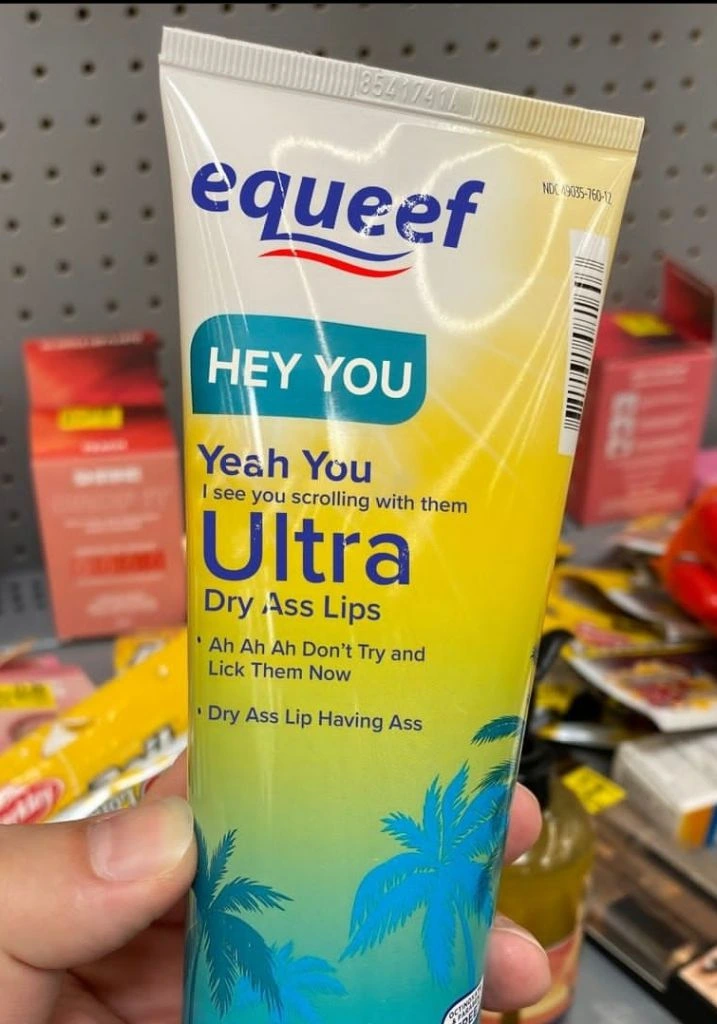 8541741A
equeef
NDC 49035-760-12
HEY YOU
Yeah You
I see you scrolling with them
Ultra
Dry Ass Lips
• Ah Ah Ah Don't Try and
Lick Them Now
• Dry Ass Lip Having Ass